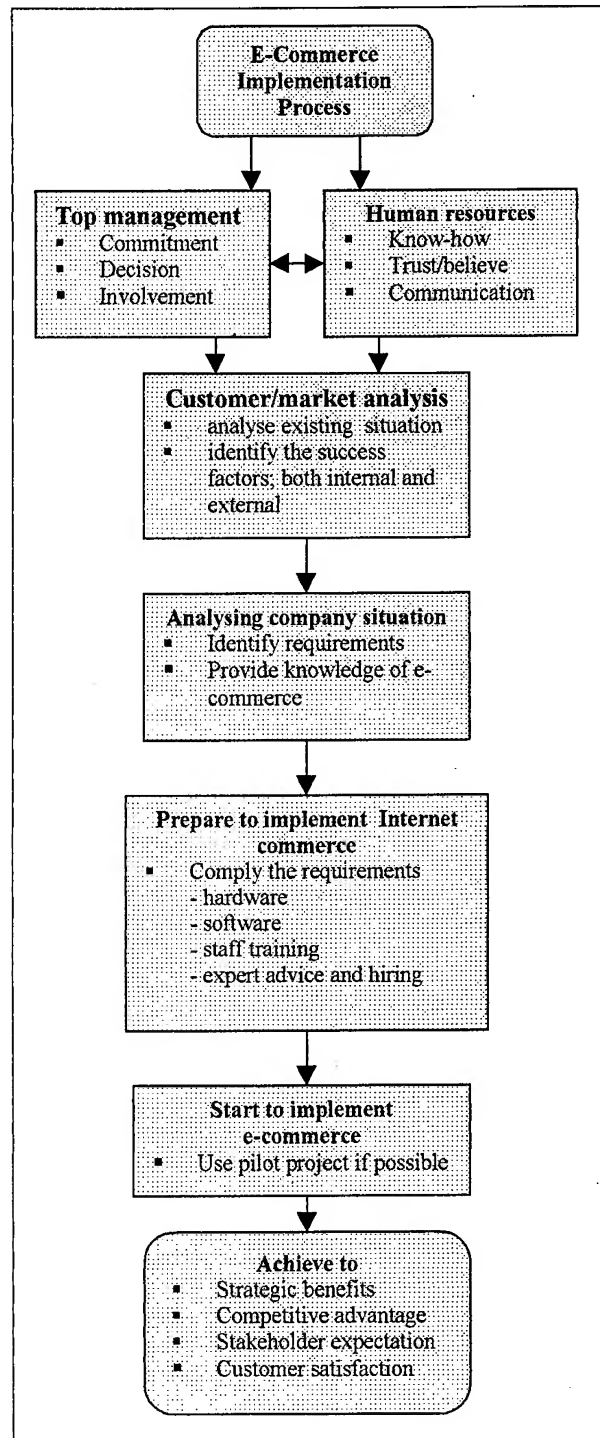 E-Commerce
Implementation
Process
Top management
▪ Commitment
▪ Decision
▪ Involvement
Human resources
▪ Know-how
▪ Trust/believe
▪ Communication
Customer/market analysis
▪ analyse existing situation
▪ identify the success
factors; both internal and
external
Analysing company situation
▪ Identify requirements
▪ Provide knowledge of e-
commerce
Prepare to implement Internet
commerce
▪ Comply the requirements
- hardware
- software
- staff training
- expert advice and hiring
Start to implement
e-commerce
▪ Use pilot project if possible
Achieve to
▪ Strategic benefits
▪ Competitive advantage
▪ Stakeholder expectation
▪ Customer satisfaction